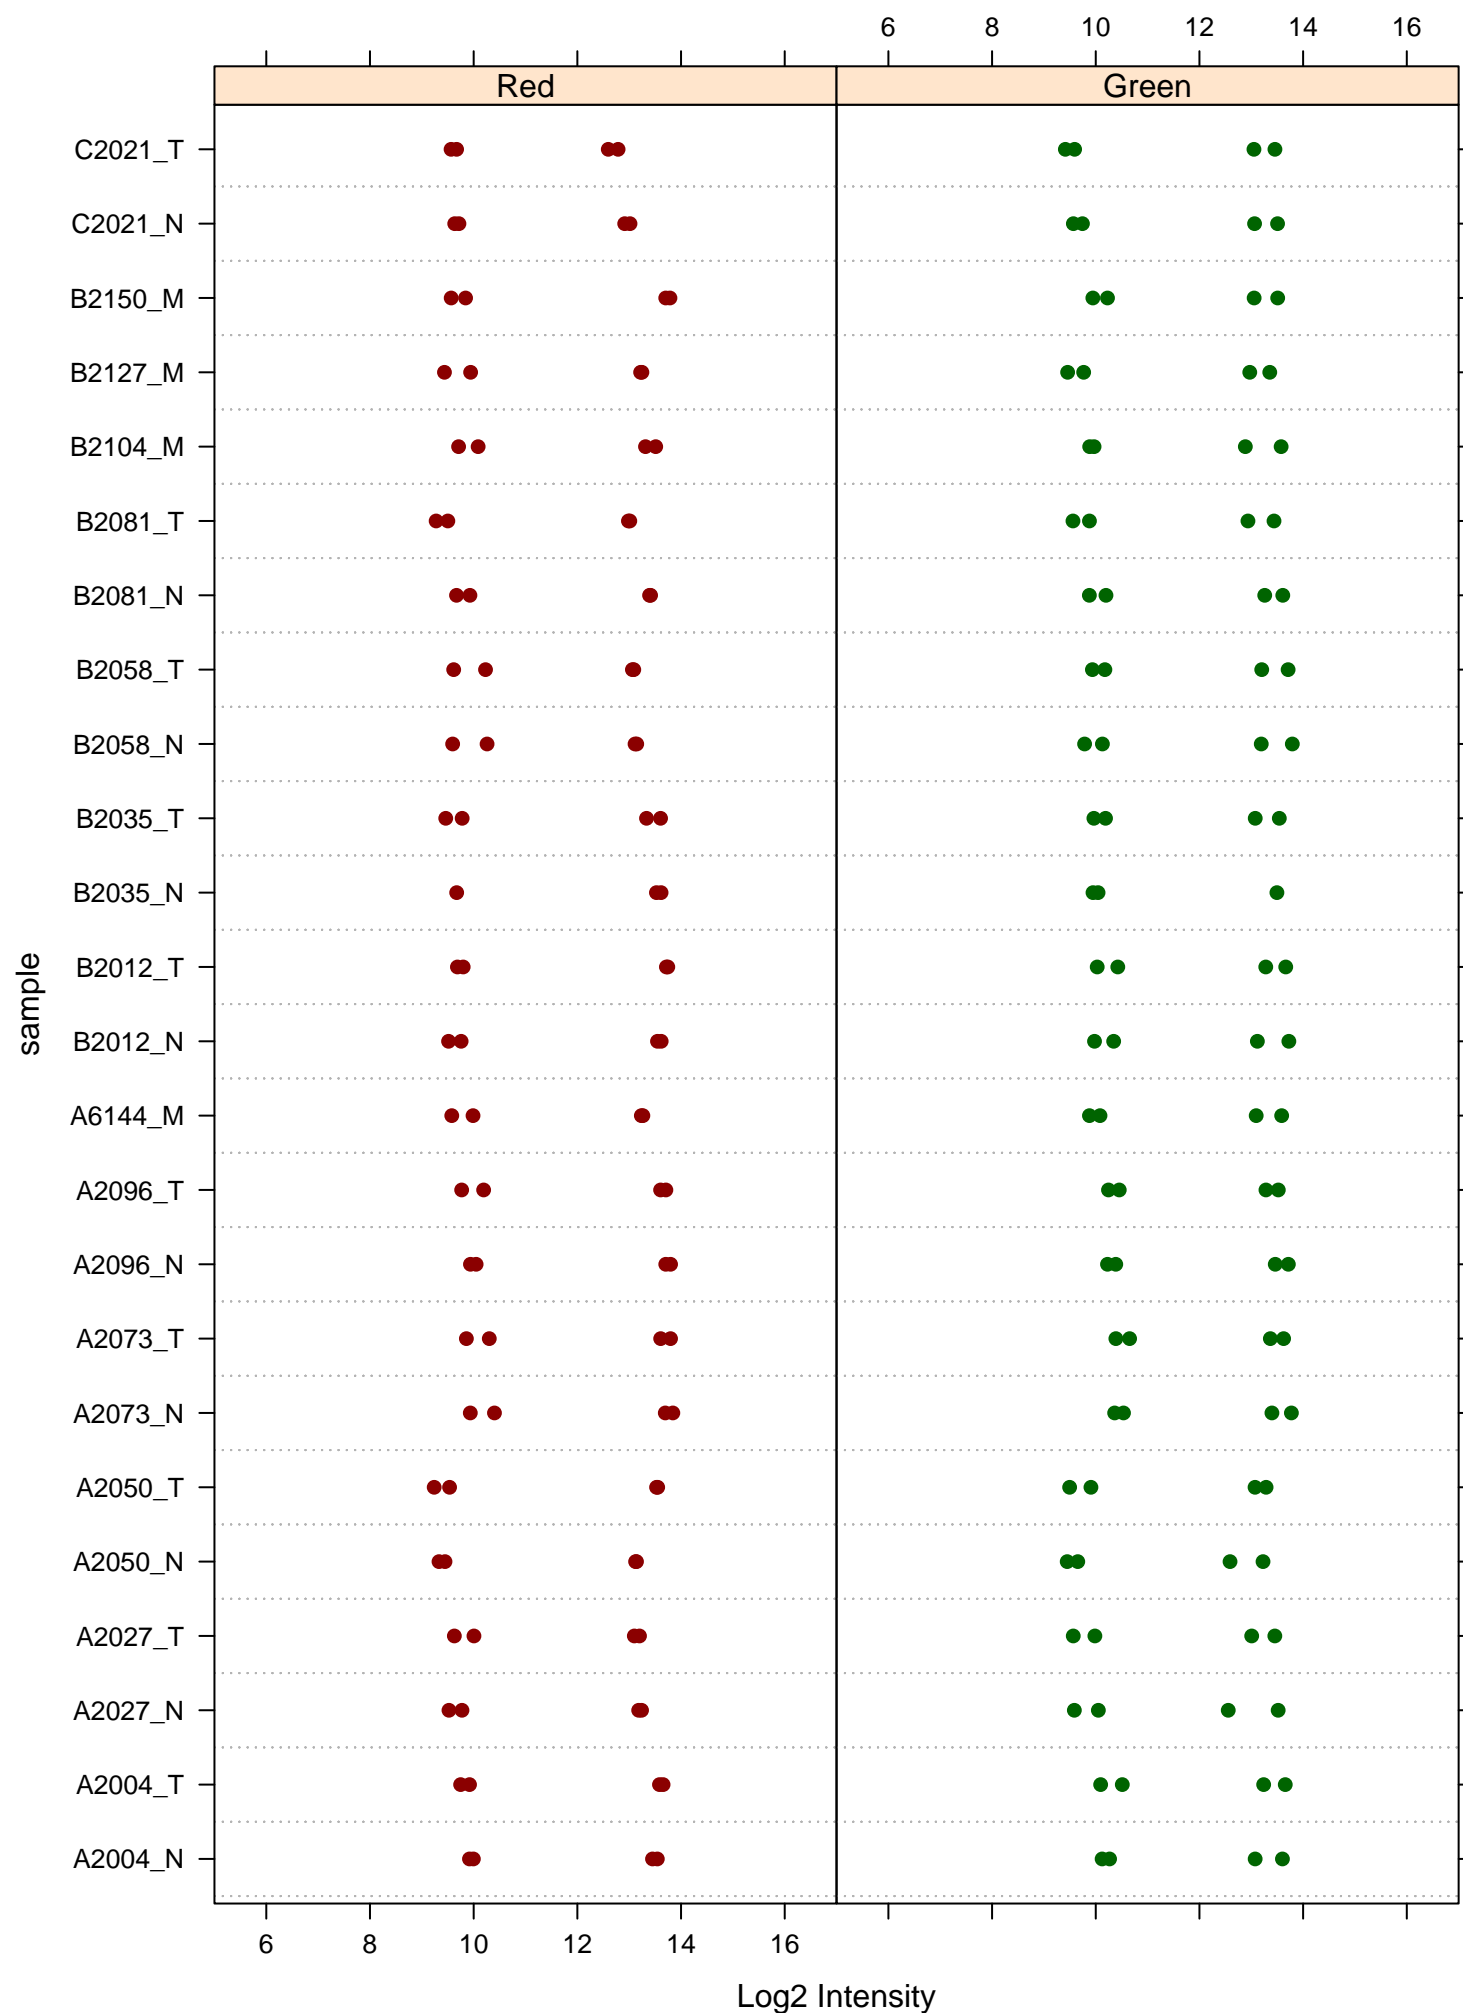 6 8 10 12 14 16
Red Green
C2021_T
C2021_N
B2150_M
B2127_M
B2104_M
B2081_T
B2081_N
B2058_T
B2058_N
B2035_T
B2035_N
B2012_T
B2012_N
A6144_M
A2096_T
A2096_N
A2073_T
A2073_N
A2050_T
A2050_N
A2027_T
A2027_N
A2004_T
A2004_N
sample
6 8 10 12 14 16
Log2 Intensity